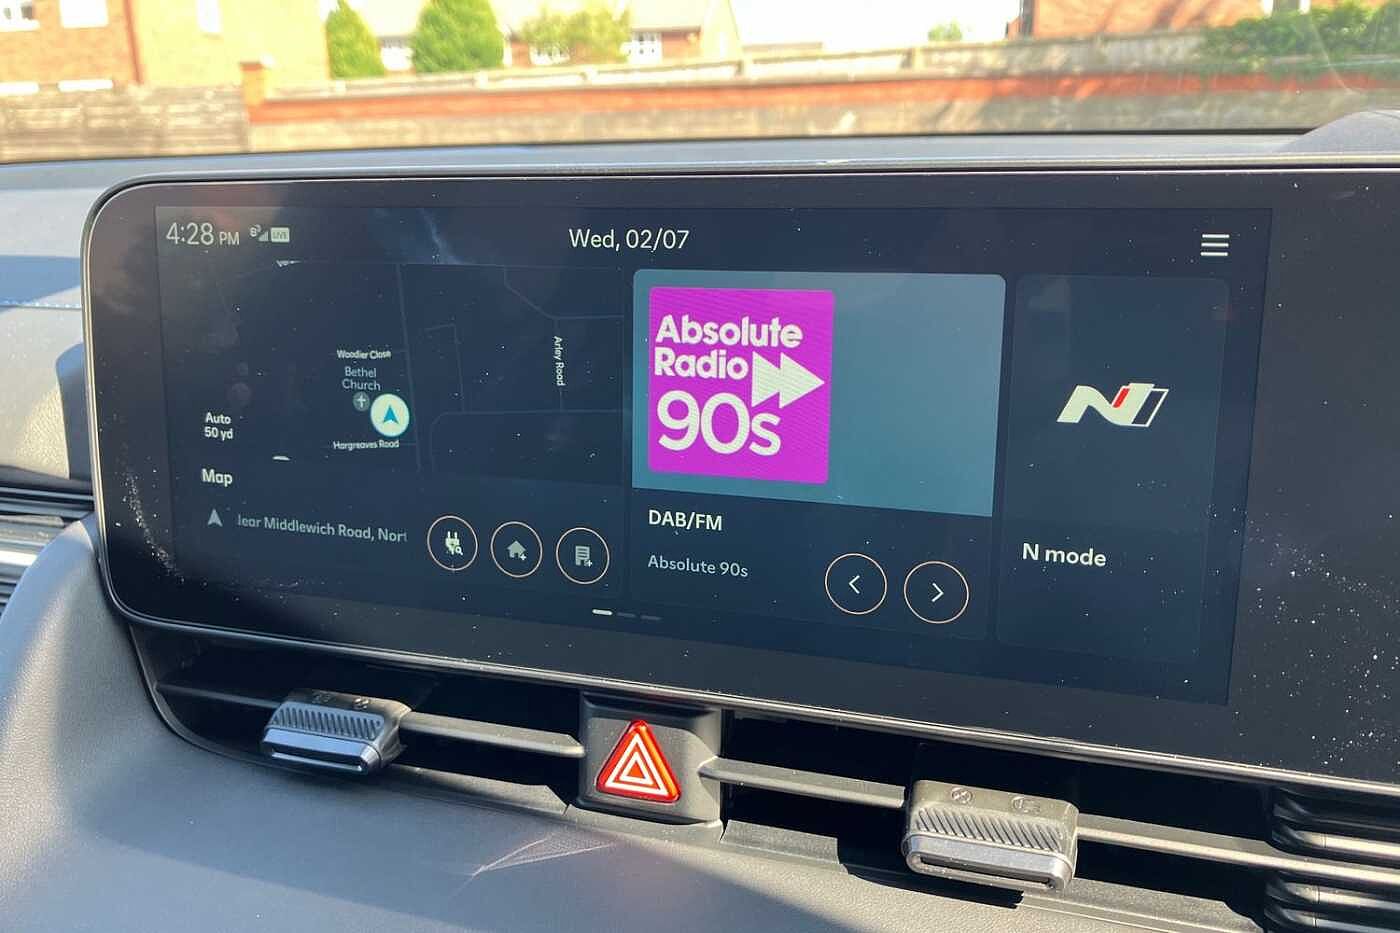 4:28 PM
LIVE
Wed, 02/07
Woodier Close
Bethel
Church
Hargreaves Road
Arley Road
Auto
50 yd
Map
lear Middlewich Road, Nort
Absolute
Radio
90s
DAB/FM
Absolute 90s
N
N mode